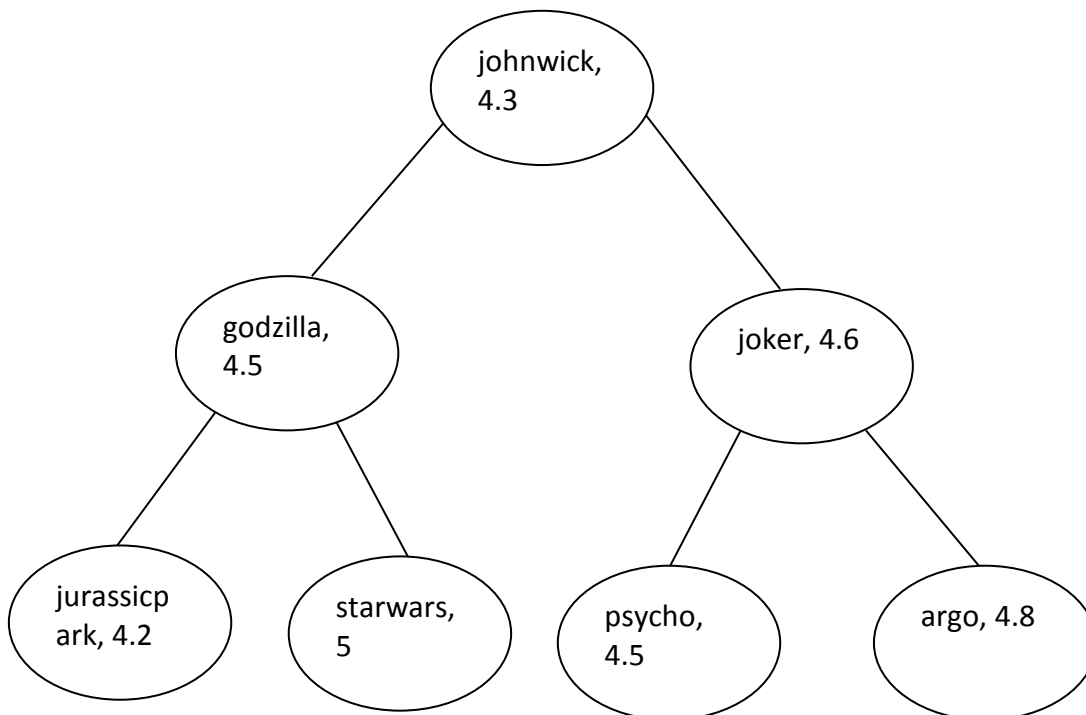 johnwick,
4.3
godzilla,
4.5
joker, 4.6
jurassicp
ark, 4.2
starwars,
5
psycho,
4.5
argo, 4.8